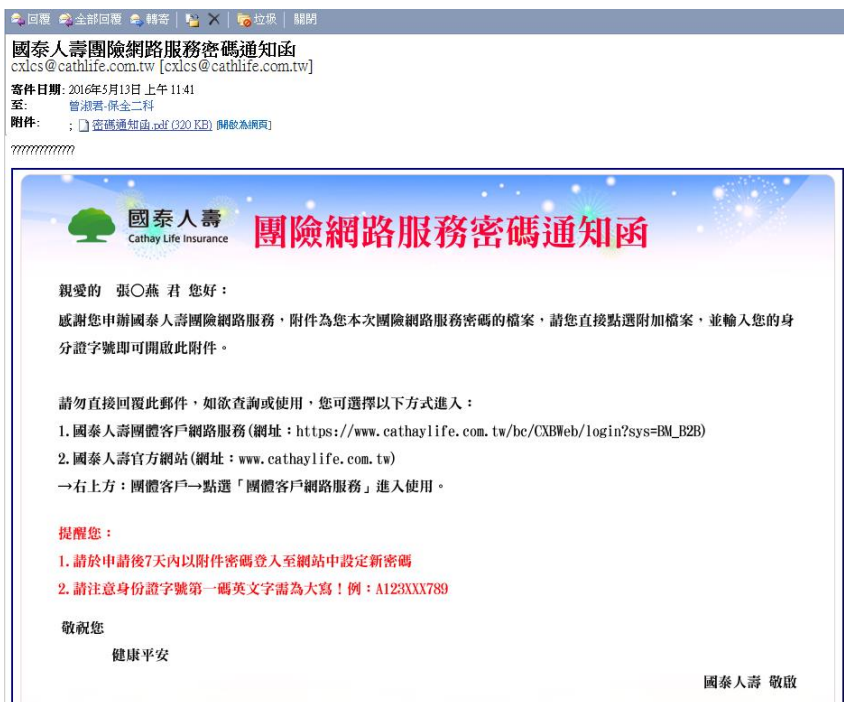 回覆 全部回覆 轉寄 垃圾 關閉
國泰人壽團險網路服務密碼通知函
cxlcs@cathlife.com.tw [cxlcs@cathlife.com.tw]
寄件日期: 2016年5月13日 上午 11:41
至: 曾淑君-保全二科
附件: ; 密碼通知函.pdf (320 KB) [開啟為網頁]
?????????????
國泰人壽
Cathay Life Insurance
團險網路服務密碼通知函
親愛的 張○燕 君 您好：
感謝您申辦國泰人壽團險網路服務，附件為您本次團險網路服務密碼的檔案，請您直接點選附加檔案，並輸入您的身
分證字號即可開啟此附件。
請勿直接回覆此郵件，如欲查詢或使用，您可選擇以下方式進入：
1.國泰人壽團體客戶網路服務(網址：https://www.cathaylife.com.tw/bc/CXBWeb/login?sys=BM_B2B)
2.國泰人壽官方網站(網址：www.cathaylife.com.tw)
→右上方：團體客戶→點選「團體客戶網路服務」進入使用。
提醒您：
1.請於申請後7天內以附件密碼登入至網站中設定新密碼
2.請注意身份證字號第一碼英文字需為大寫！例：A123XXX789
敬祝您
健康平安
國泰人壽 敬啟